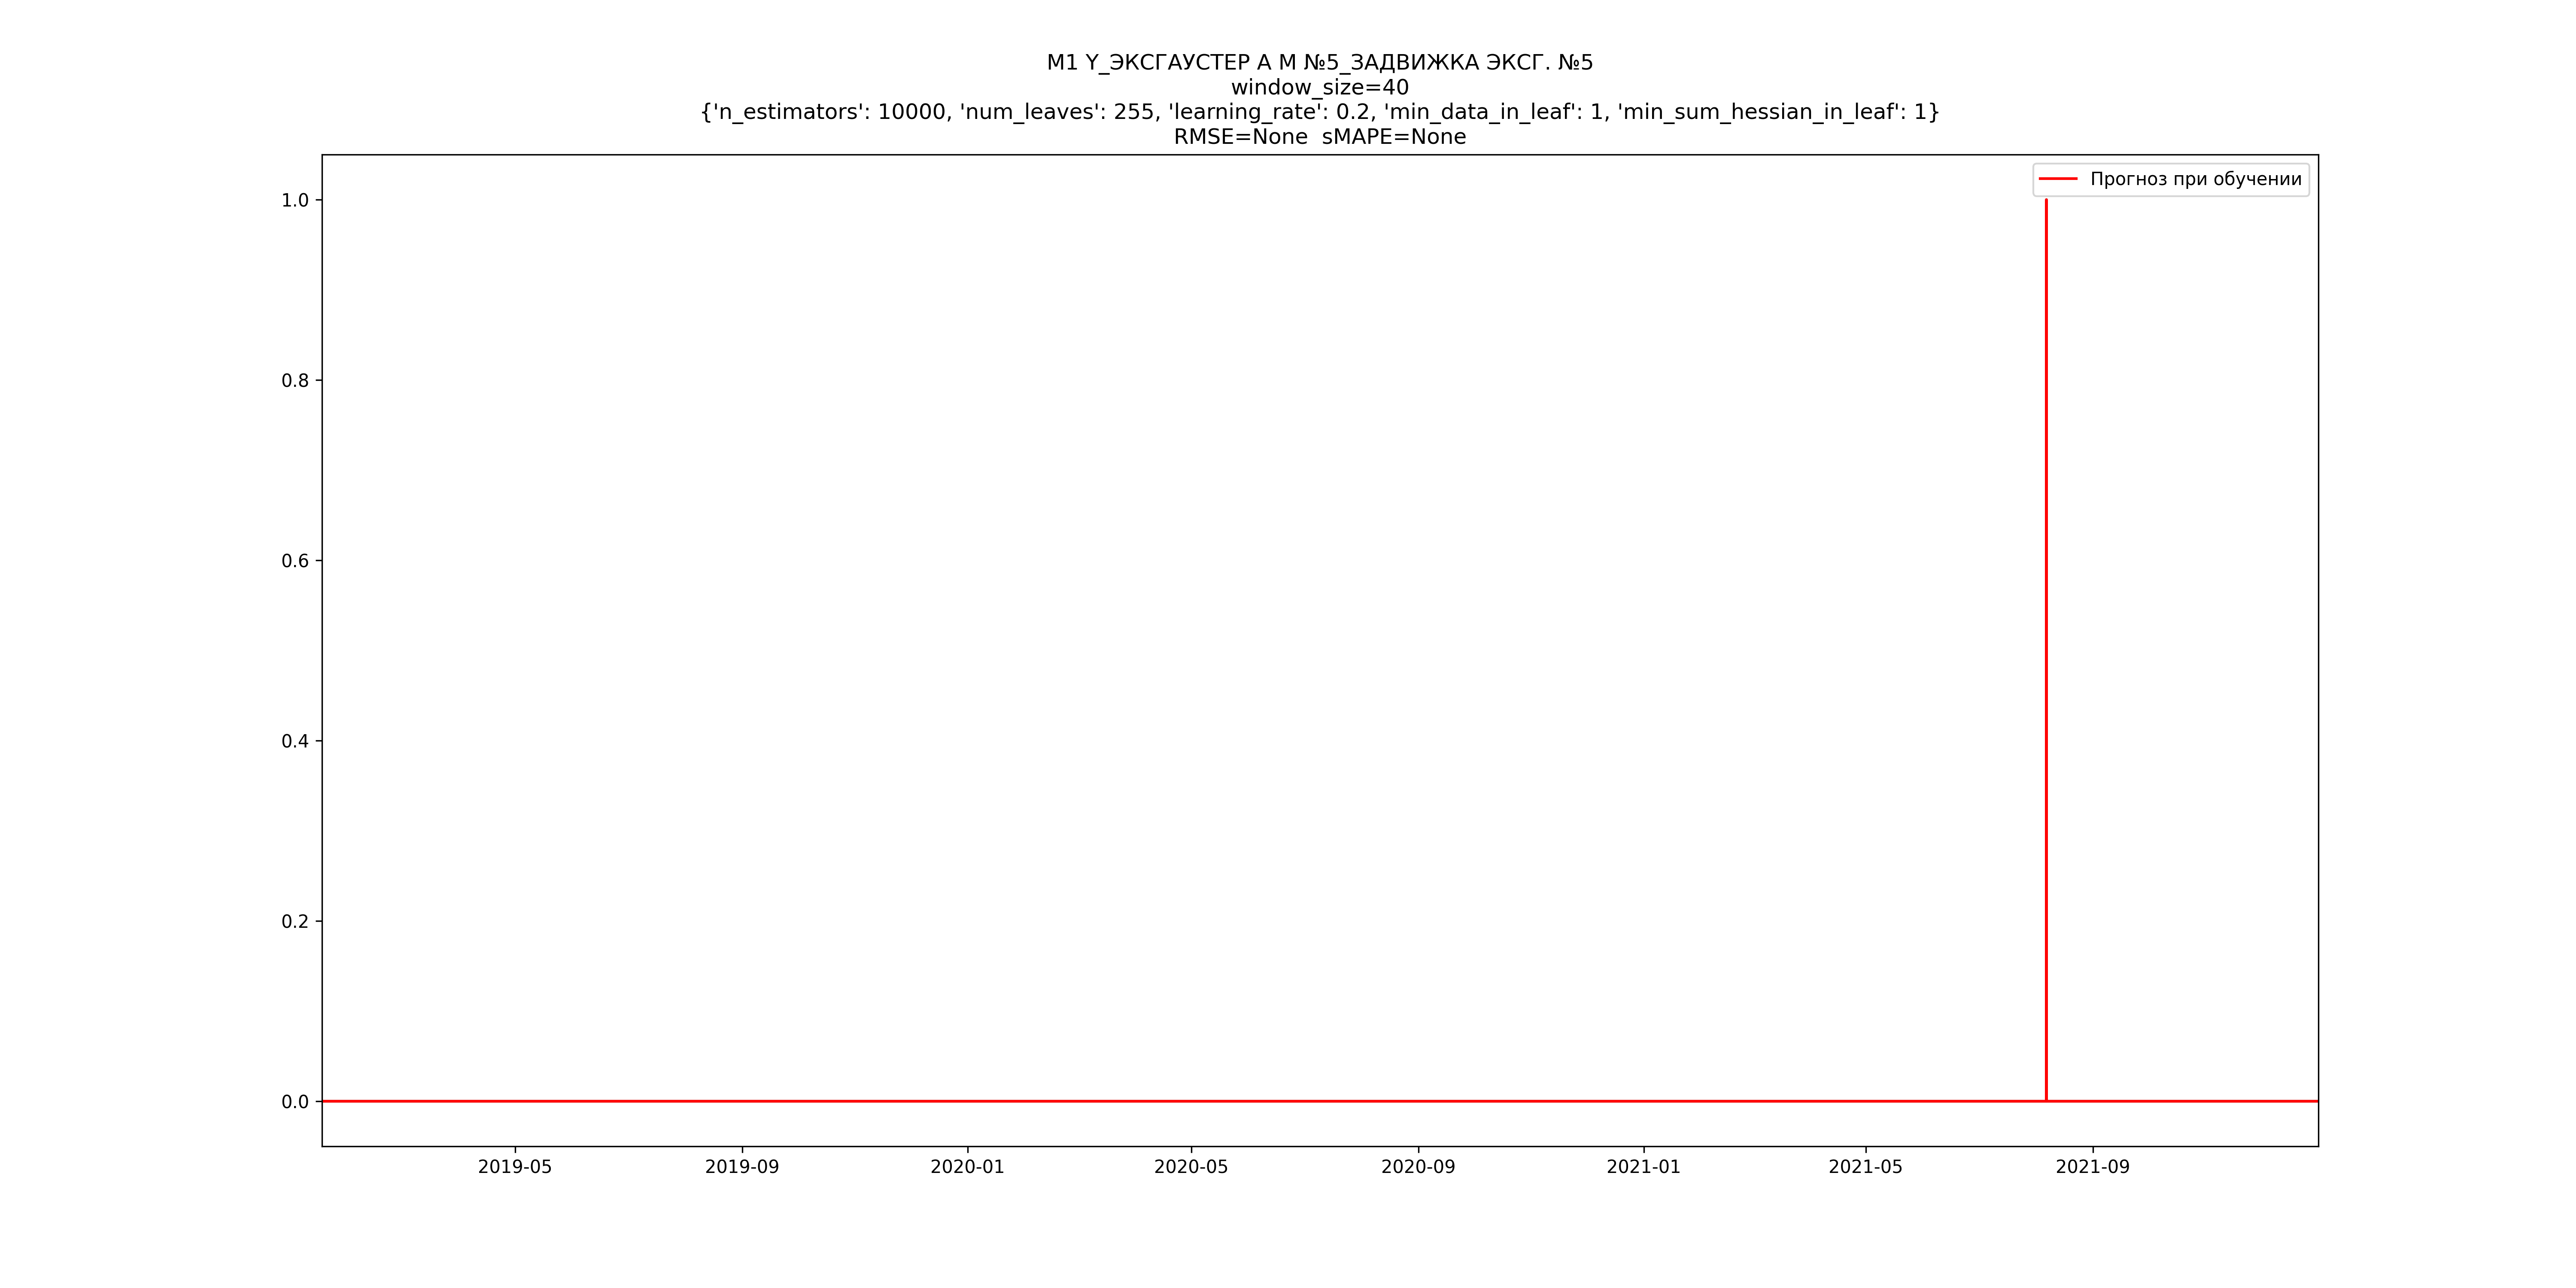 M1 Y_ЭКСГАУСТЕР А М №5_ЗАДВИЖКА ЭКСГ. №5
window_size=40
{'n_estimators': 10000, 'num_leaves': 255, 'learning_rate': 0.2, 'min_data_in_leaf': 1, 'min_sum_hessian_in_leaf': 1}
RMSE=None  sMAPE=None
Прогноз при обучении
1.0
0.8
0.6
0.4
0.2
0.0
2019-05 2019-09 2020-01 2020-05 2020-09 2021-01 2021-05 2021-09